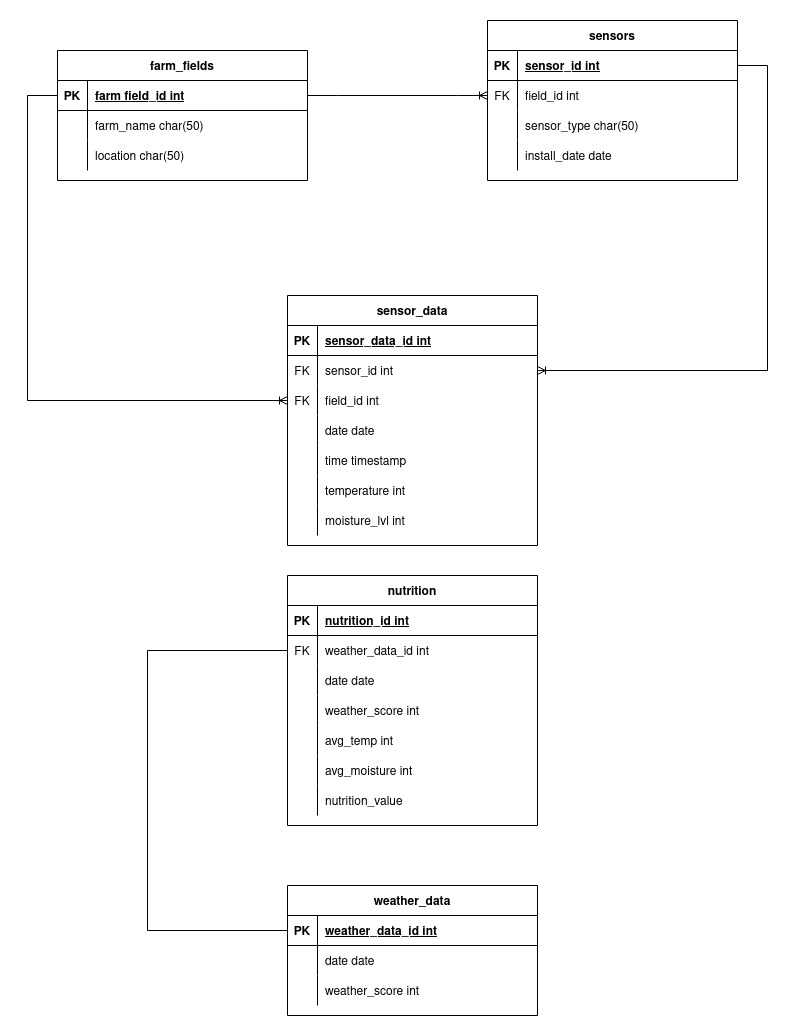 farm_fields
PK farm field_id int
farm_name char(50)
location char(50)
sensors
PK sensor_id int
FK field_id int
sensor_type char(50)
install_date date
sensor_data
PK sensor_data_id int
FK sensor_id int
FK field_id int
date date
time timestamp
temperature int
moisture_lvl int
nutrition
PK nutrition_id int
FK weather_data_id int
date date
weather_score int
avg_temp int
avg_moisture int
nutrition_value
weather_data
PK weather_data_id int
date date
weather_score int